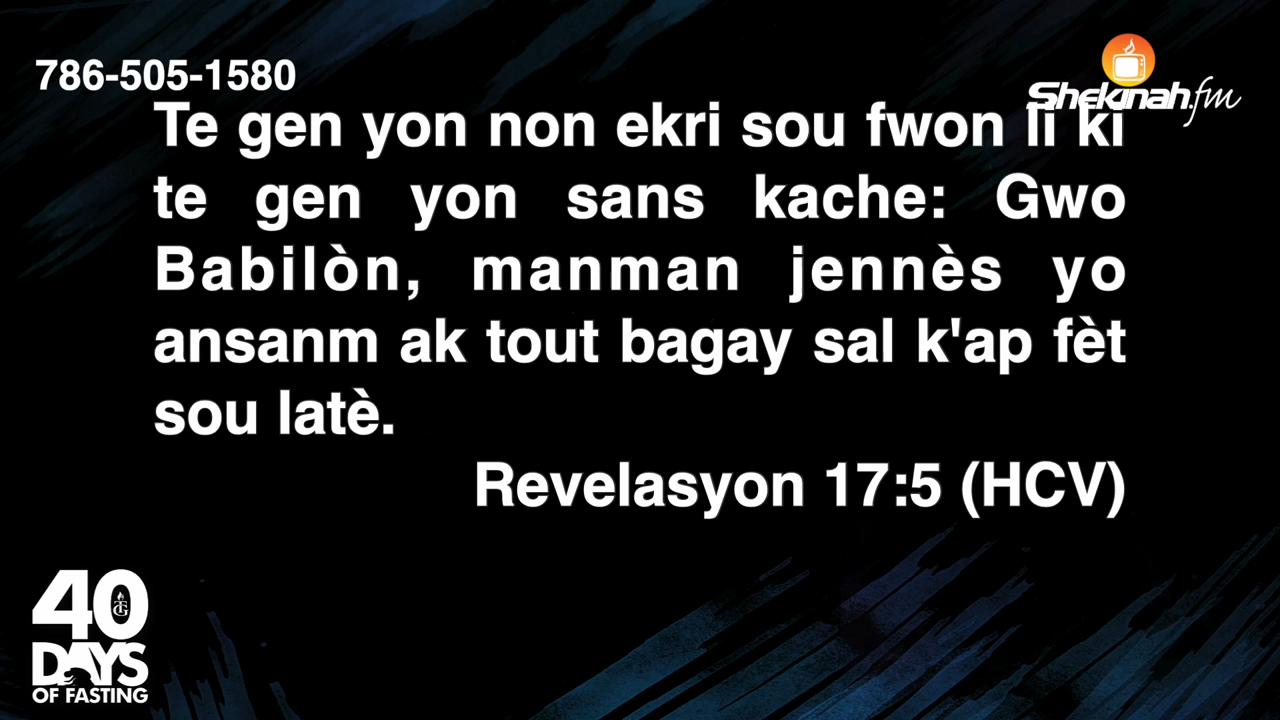 786-505-1580
Shekinah.fm
Te gen yon non ekri sou fwon li ki
te gen yon sans kache: Gwo
Babilòn, manman jennès yo
ansanm ak tout bagay sal k'ap fèt
sou latè.
Revelasyon 17:5 (HCV)
40
DAYS
OF FASTING